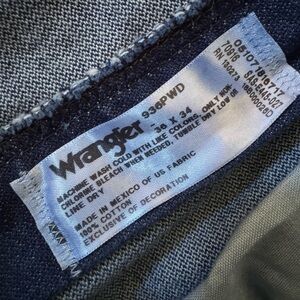 Wrangler 936PWD
36 X 34
MACHINE WASH COLD WITH LIKE COLORS. ONLY NON
CHLORINE BLEACH WHEN NEEDED. TUMBLE DRY LOW OR
LINE DRY
MADE IN MEXICO OF US FABRIC
100% COTTON
EXCLUSIVE OF DECORATION